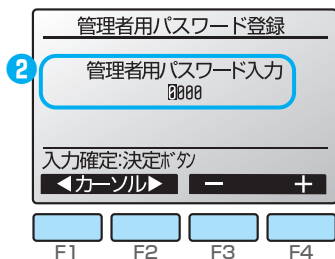 管理者用パスワード登録
2
管理者用パスワード入力
0000
入力確定:決定ボタン
◀カーソル▶ − +
F1 F2 F3 F4